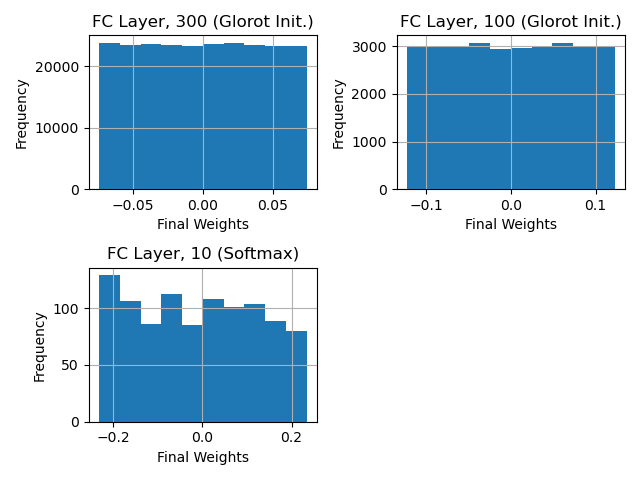 FC Layer, 300 (Glorot Init.)
Frequency
20000
10000
0
−0.05 0.00 0.05
Final Weights
FC Layer, 100 (Glorot Init.)
Frequency
3000
2000
1000
0
−0.1 0.0 0.1
Final Weights
FC Layer, 10 (Softmax)
Frequency
100
50
0
−0.2 0.0 0.2
Final Weights